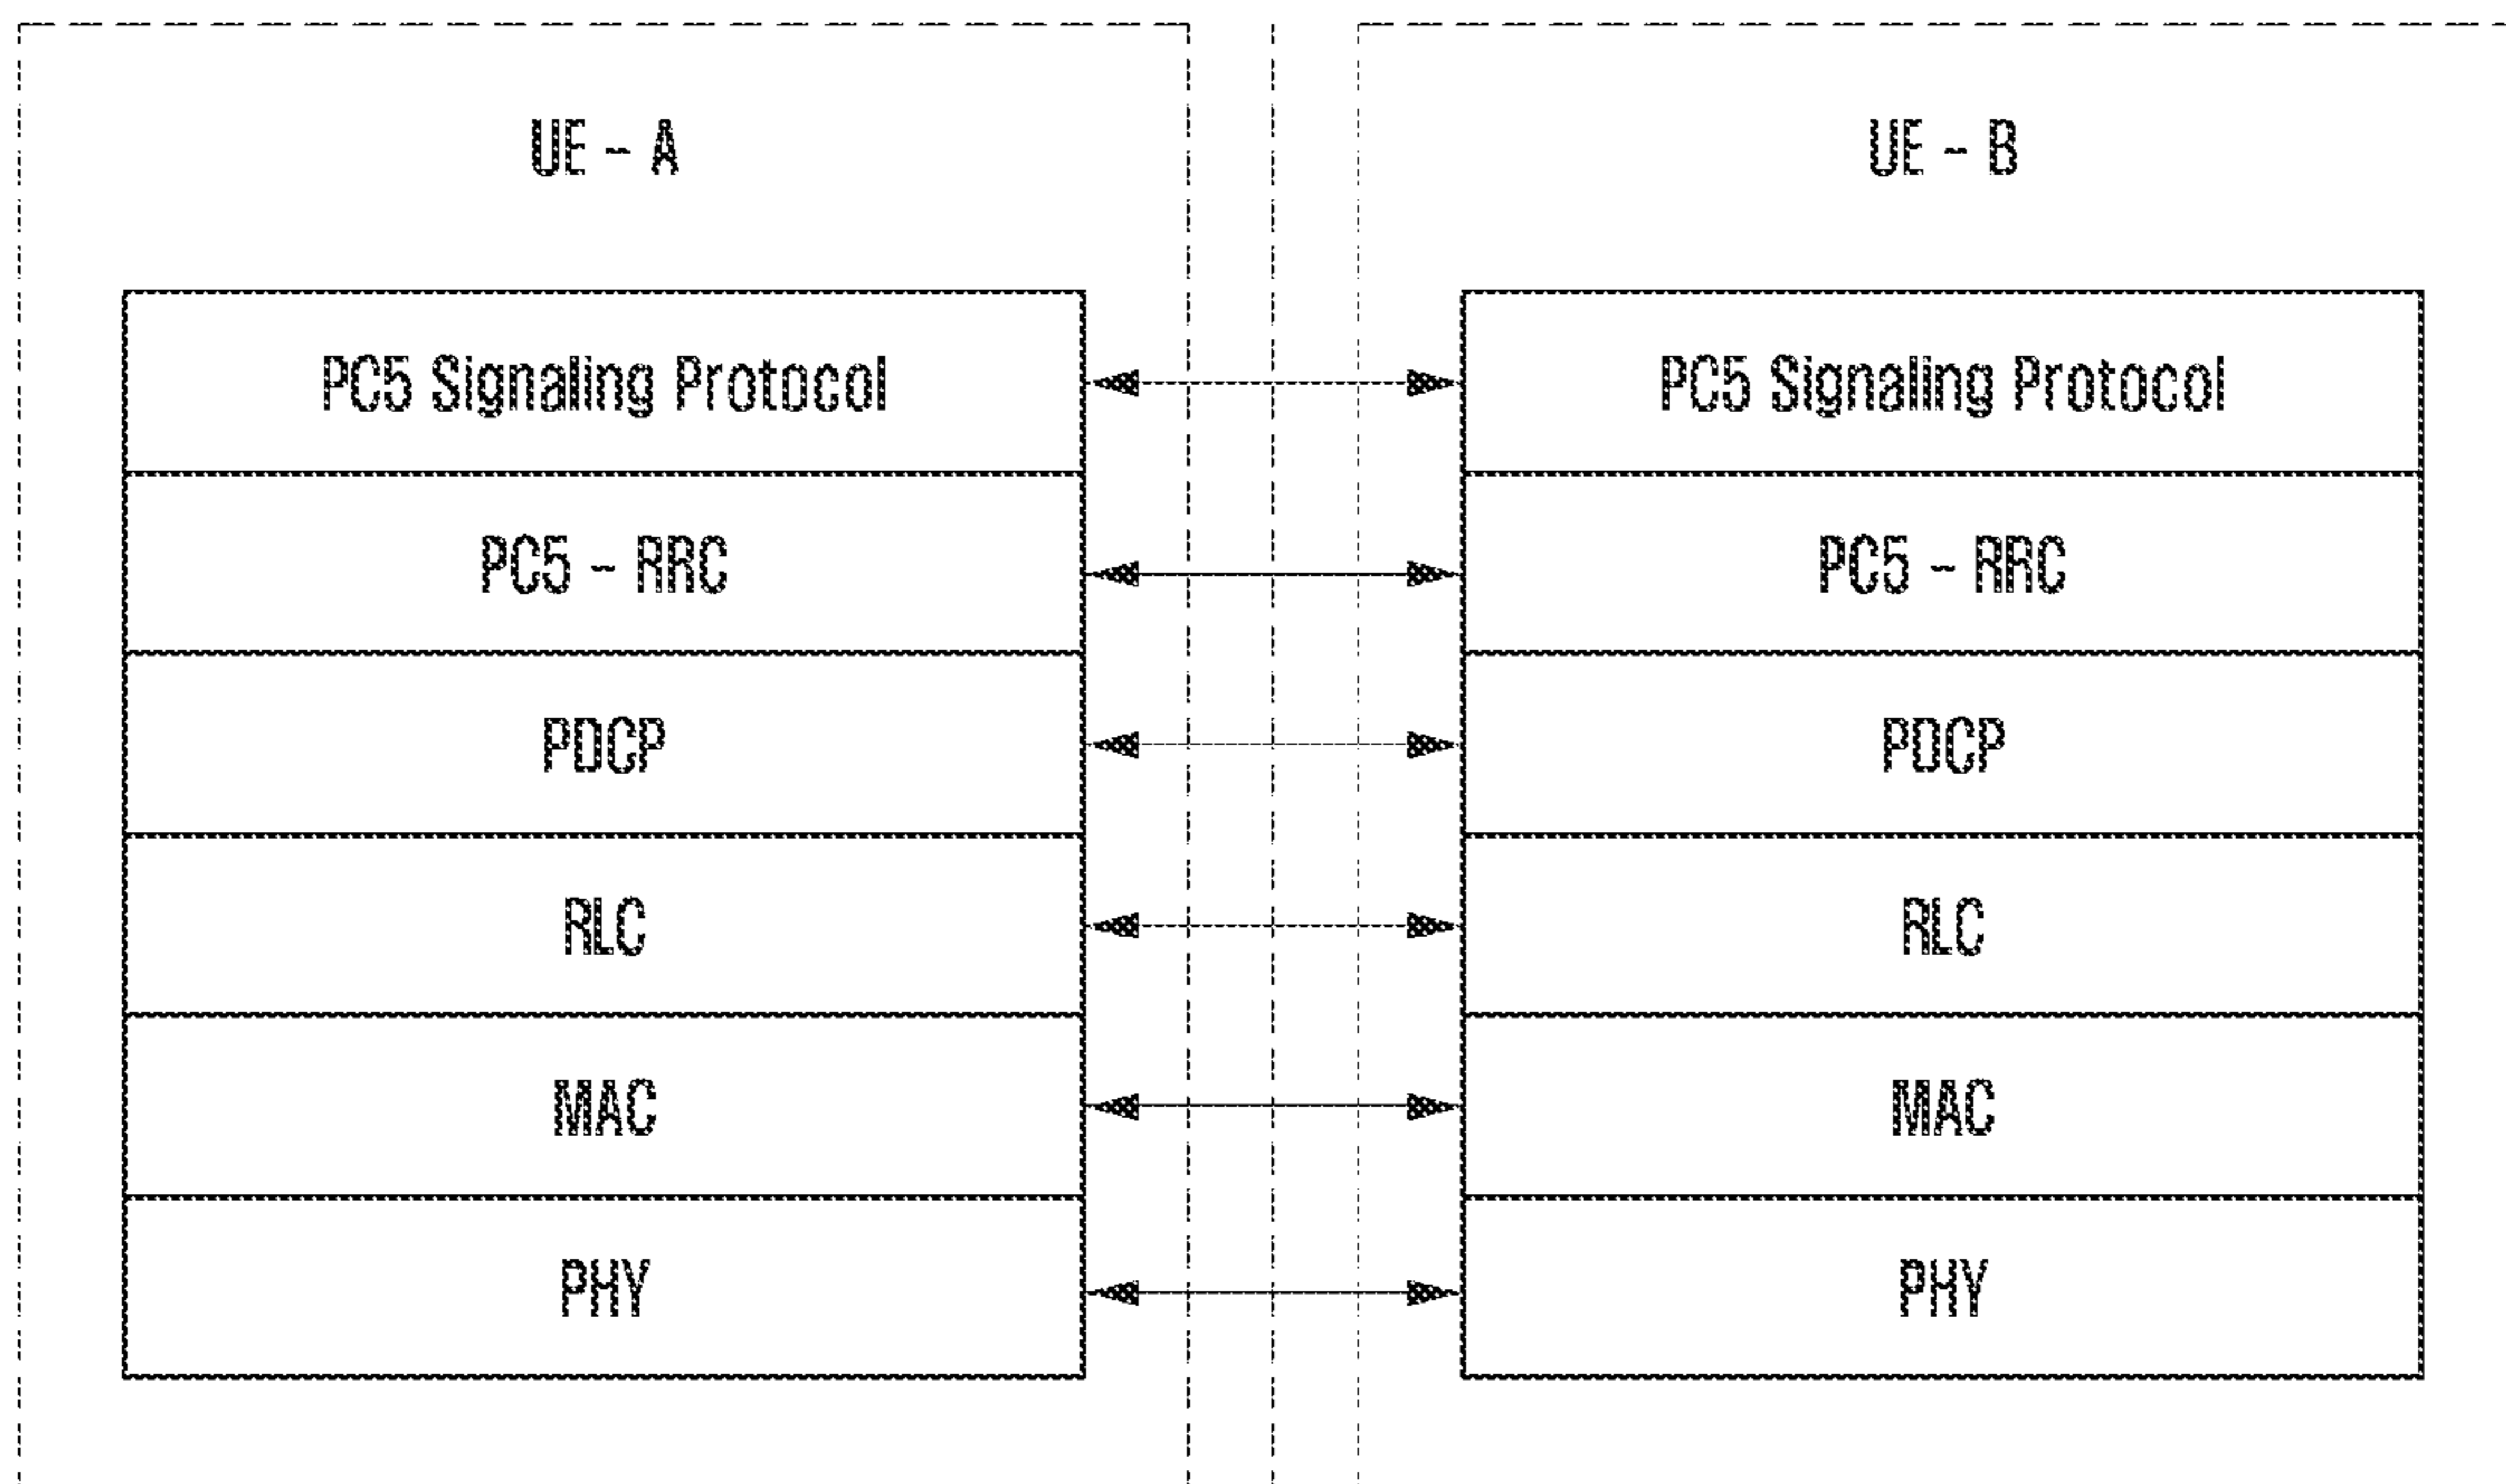 UE - A
UE - B
PC5 Signaling Protocol
PC5 Signaling Protocol
PC5 - RRC
PC5 - RRC
PDCP
PDCP
RLC
RLC
MAC
MAC
PHY
PHY